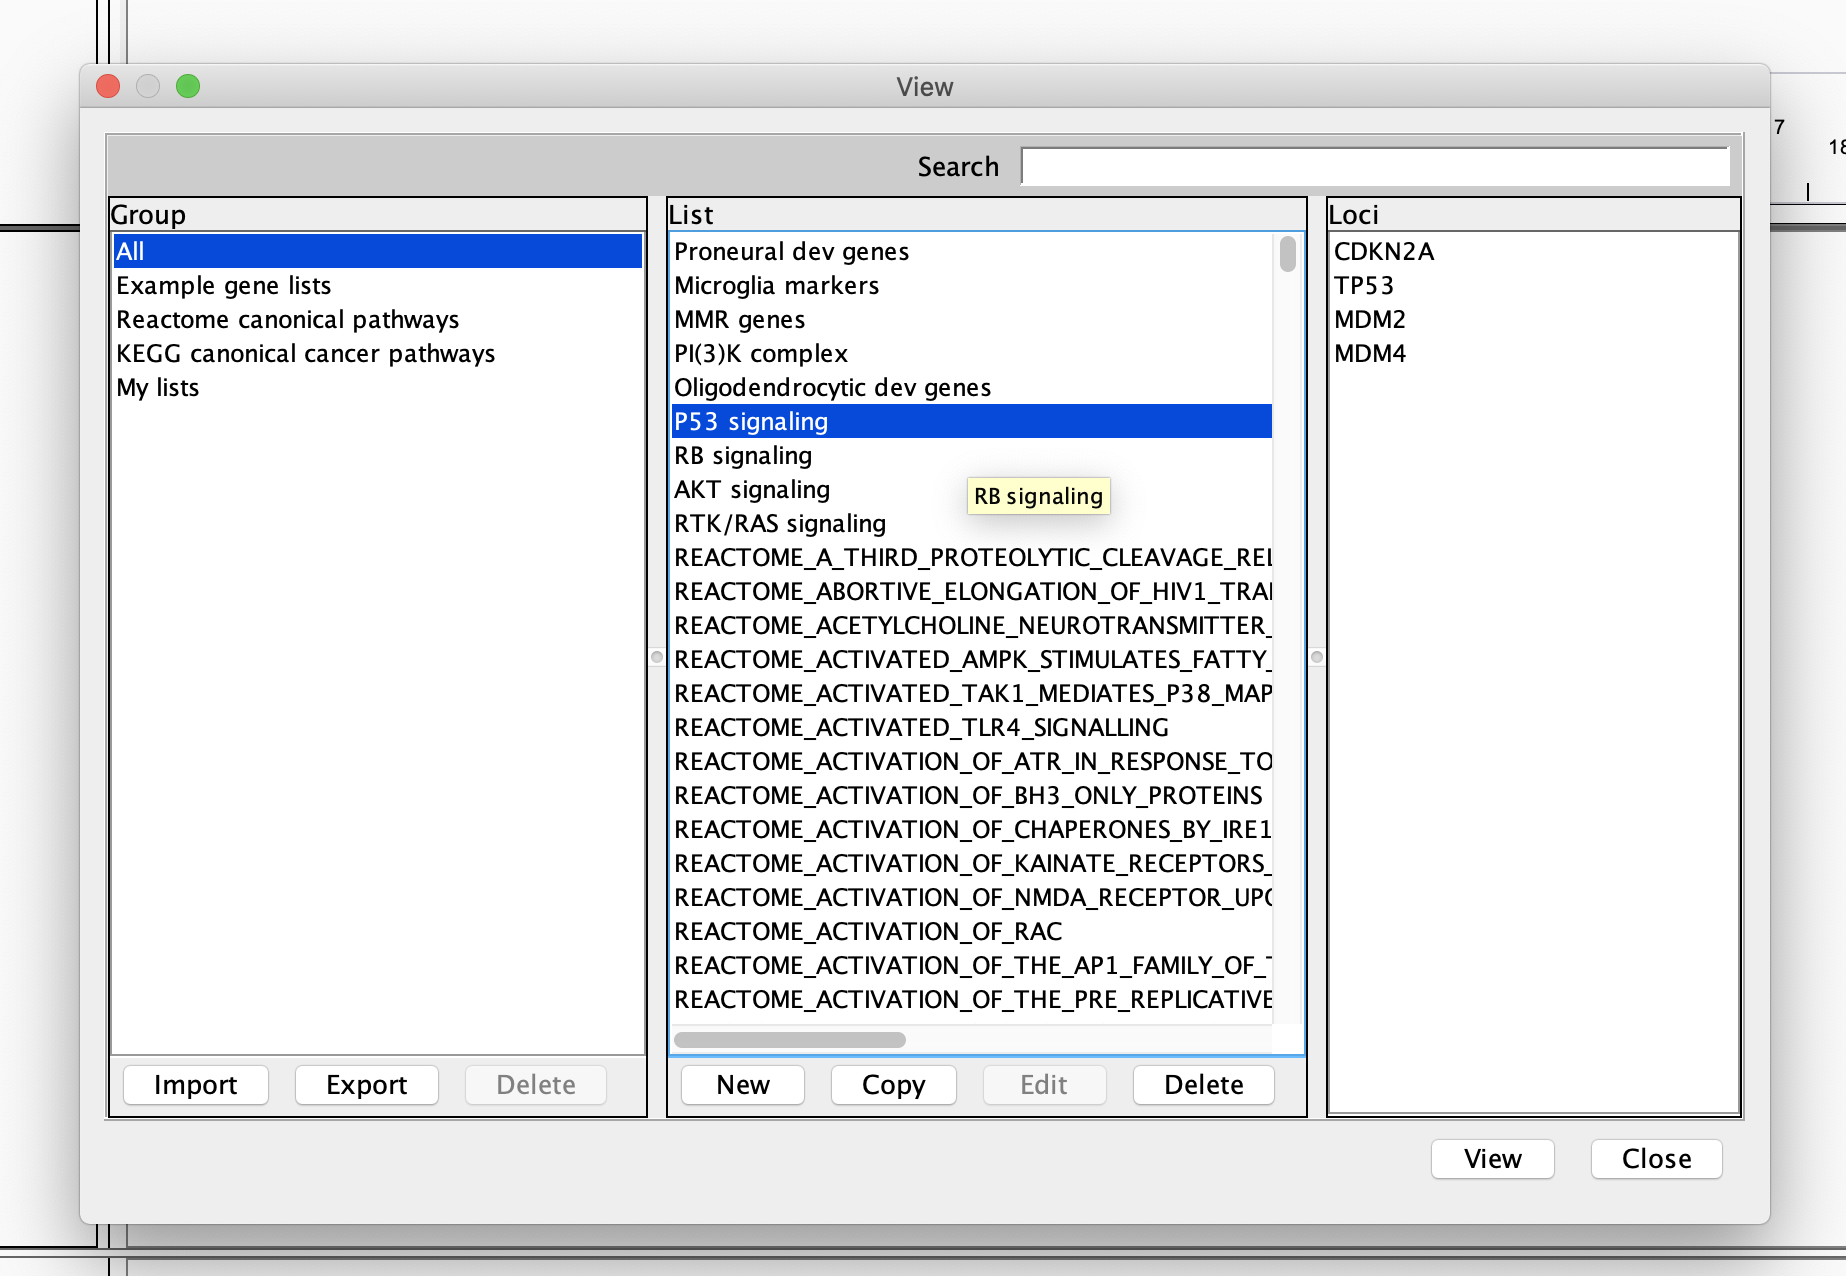 View
7
18
Search
Group
All
Example gene lists
Reactome canonical pathways
KEGG canonical cancer pathways
My lists
Import
Export
Delete
List
Proneural dev genes
Microglia markers
MMR genes
PI(3)K complex
Oligodendrocytic dev genes
P53 signaling
RB signaling
AKT signaling
RB signaling
RTK/RAS signaling
REACTOME_A_THIRD_PROTEOLYTIC_CLEAVAGE_REL
REACTOME_ABORTIVE_ELONGATION_OF_HIV1_TRAN
REACTOME_ACETYLCHOLINE_NEUROTRANSMITTER_
REACTOME_ACTIVATED_AMPK_STIMULATES_FATTY_
REACTOME_ACTIVATED_TAK1_MEDIATES_P38_MAP
REACTOME_ACTIVATED_TLR4_SIGNALLING
REACTOME_ACTIVATION_OF_ATR_IN_RESPONSE_TO
REACTOME_ACTIVATION_OF_BH3_ONLY_PROTEINS
REACTOME_ACTIVATION_OF_CHAPERONES_BY_IRE1
REACTOME_ACTIVATION_OF_KAINATE_RECEPTORS_
REACTOME_ACTIVATION_OF_NMDA_RECEPTOR_UPO
REACTOME_ACTIVATION_OF_RAC
REACTOME_ACTIVATION_OF_THE_AP1_FAMILY_OF_T
REACTOME_ACTIVATION_OF_THE_PRE_REPLICATIVE
New
Copy
Edit
Delete
Loci
CDKN2A
TP53
MDM2
MDM4
View
Close